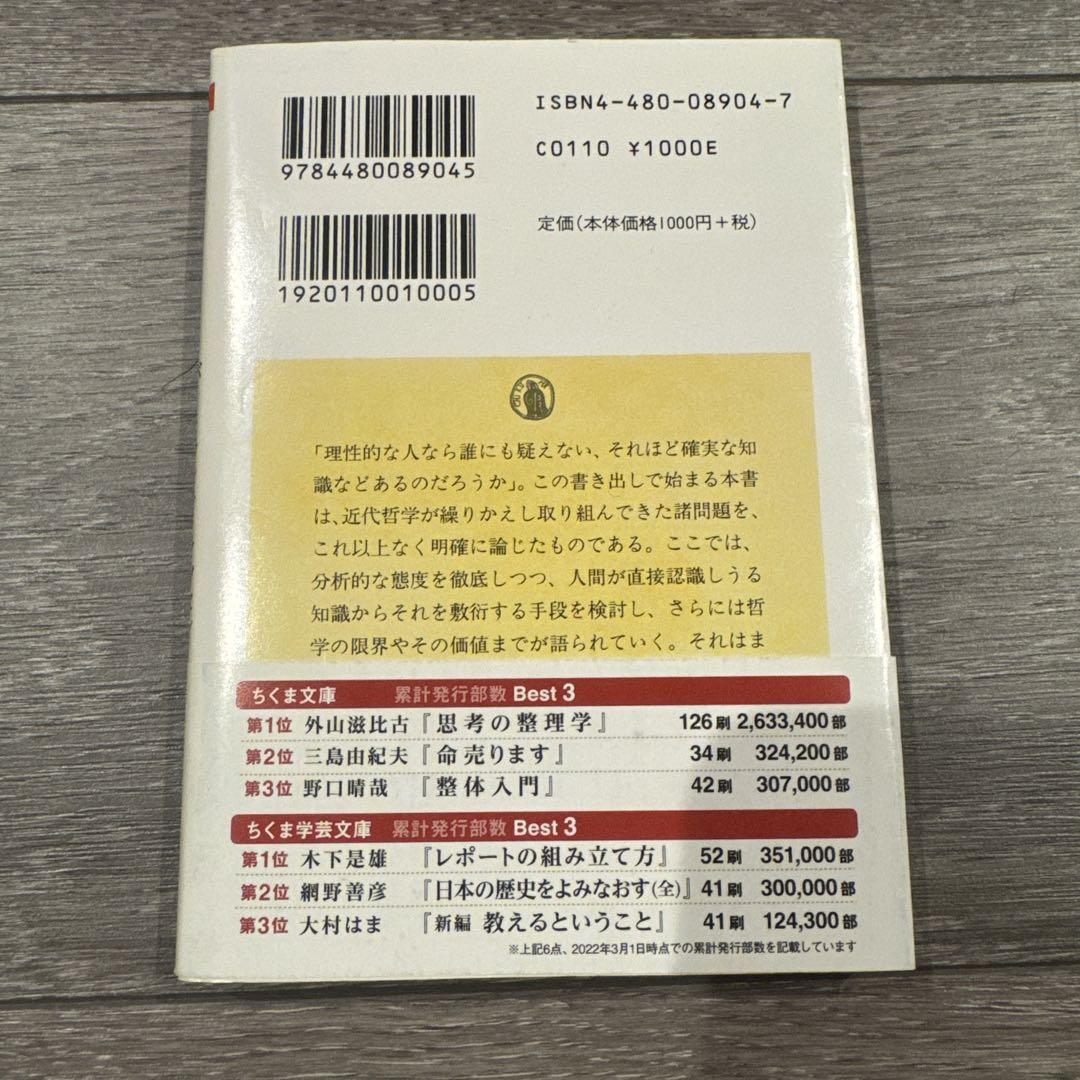 ISBN4-480-08904-7
9784480089045
C0110 ¥1000E
定価(本体価格1000円+税)
1920110010005
「理性的な人なら誰にも疑えない、それほど確実な知
識などあるのだろうか」。この書き出しで始まる本書
は、近代哲学が繰りかえし取り組んできた諸問題を、
これ以上なく明確に論じたものである。ここでは、
分析的な態度を徹底しつつ、人間が直接認識しうる
知識からそれを敷衍する手段を検討し、さらには哲
学の限界やその価値までが語られていく。それはま
ちくま文庫 累計発行部数 Best 3
第1位 外山滋比古『思考の整理学』 126刷 2,633,400部
第2位 三島由紀夫『命売ります』 34刷 324,200部
第3位 野口晴哉 『整体入門』 42刷 307,000部
ちくま学芸文庫 累計発行部数 Best 3
第1位 木下是雄 『レポートの組み立て方』 52刷 351,000部
第2位 網野善彦 『日本の歴史をよみなおす(全)』 41刷 300,000部
第3位 大村はま 『新編 教えるということ』 41刷 124,300部
※上記6点、2022年3月1日時点での累計発行部数を記載しています